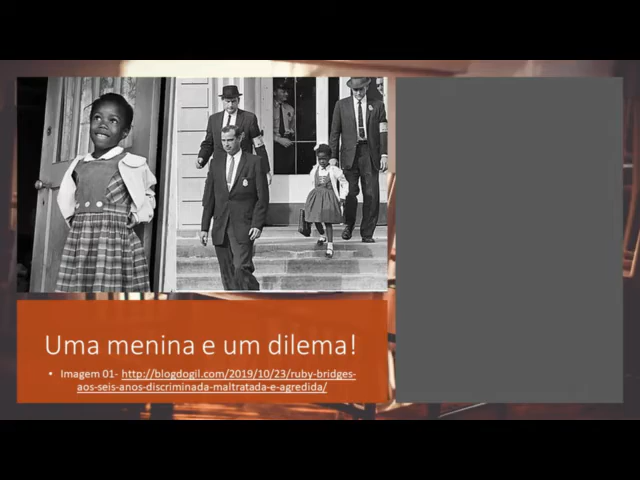 Uma menina e um dilema!
• Imagem 01- http://blogdogil.com/2019/10/23/ruby-bridges-
aos-seis-anos-discriminada-maltratada-e-agredida/